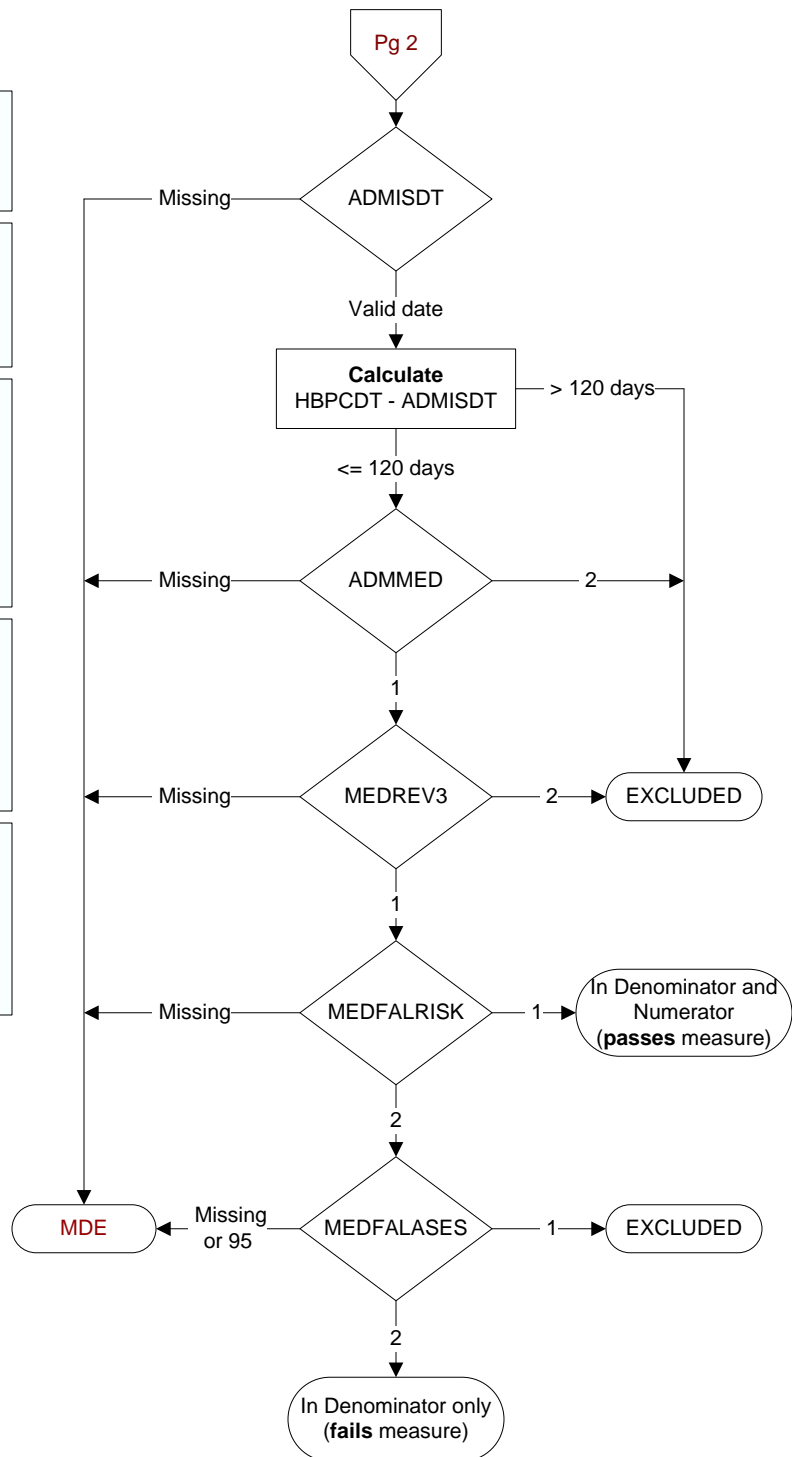 Pg 2
ADMISDT
Missing
Valid date
Calculate
HBPCDT - ADMISDT
> 120 days
<= 120 days
ADMMED
Missing
2
1
MEDREV3
Missing
2
EXCLUDED
1
MEDFALRISK
Missing
1
In Denominator and
Numerator
(passes measure)
2
MEDFALASES
Missing
or 95
MDE
1
EXCLUDED
2
In Denominator only
(fails measure)